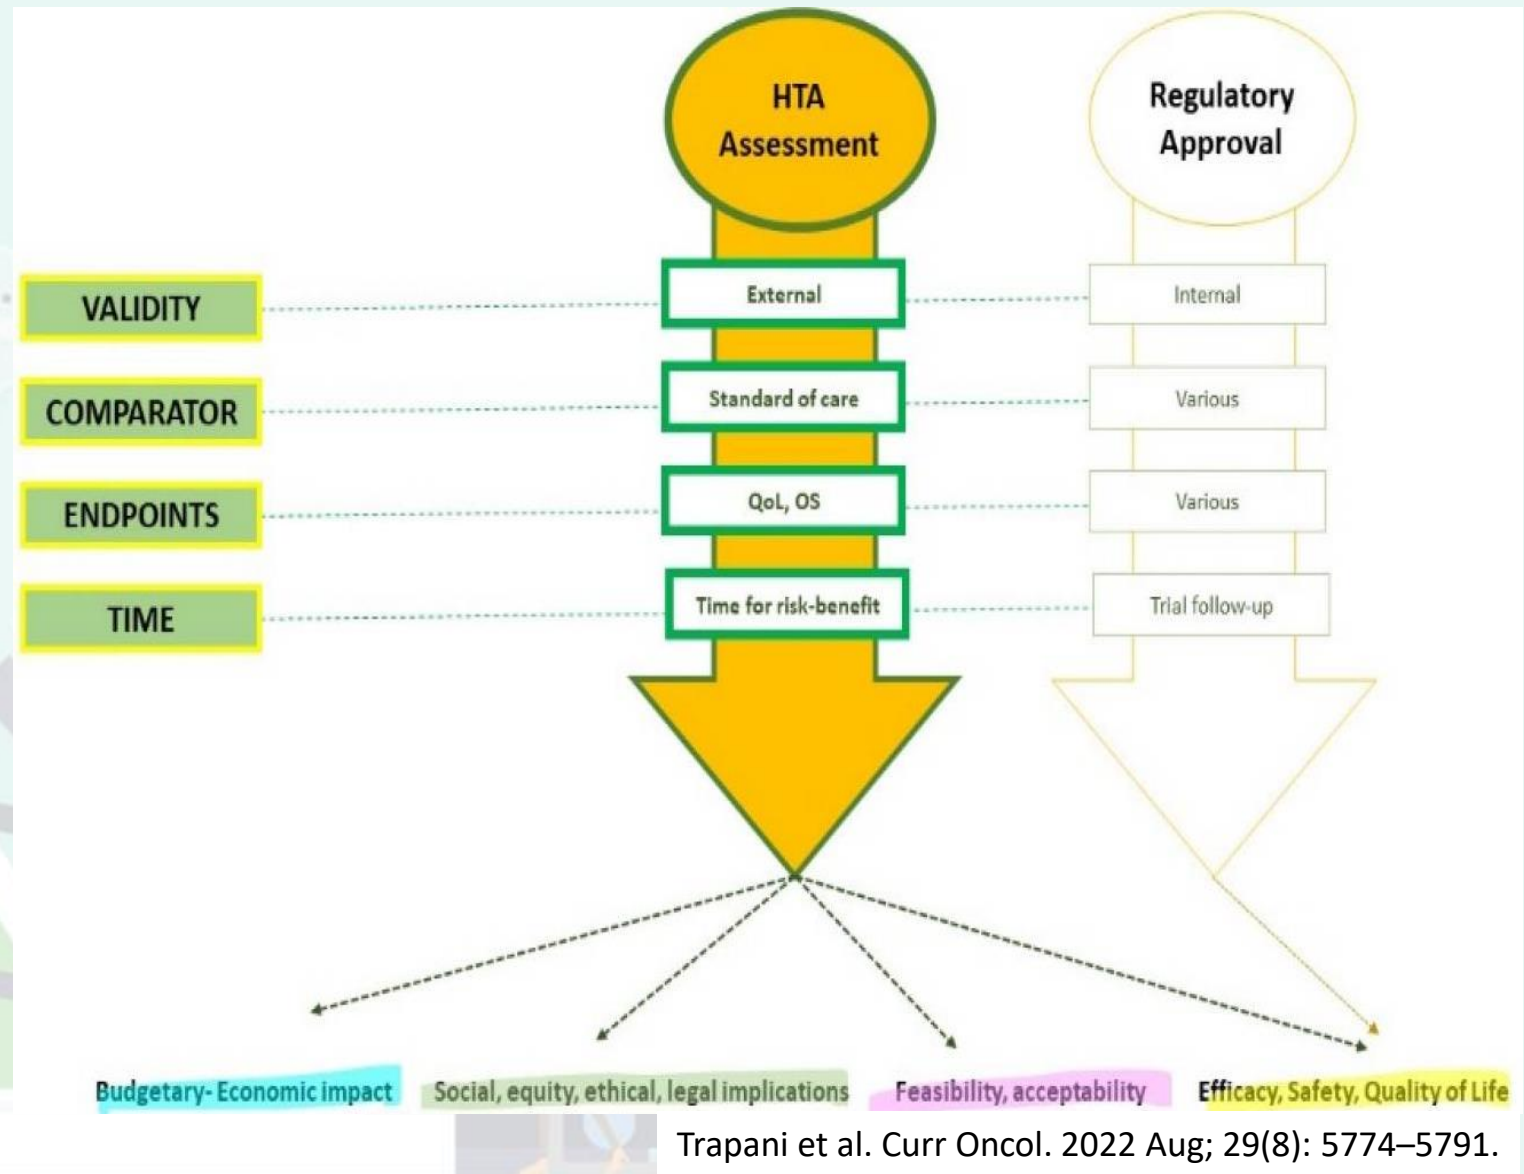 HTA
Assessment
Regulatory
Approval
VALIDITY
External
Internal
COMPARATOR
Standard of care
Various
ENDPOINTS
QoL, OS
Various
TIME
Time for risk-benefit
Trial follow-up
Budgetary- Economic impact
Social, equity, ethical, legal implications
Feasibility, acceptability
Efficacy, Safety, Quality of Life
Trapani et al. Curr Oncol. 2022 Aug; 29(8): 5774–5791.